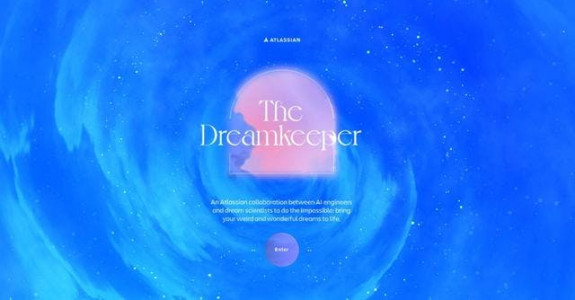 ATLASSIAN
The
Dreamkeeper
An Atlassian collaboration between AI engineers
and dream scientists to do the impossible: bring
your weird and wonderful dreams to life.
Enter